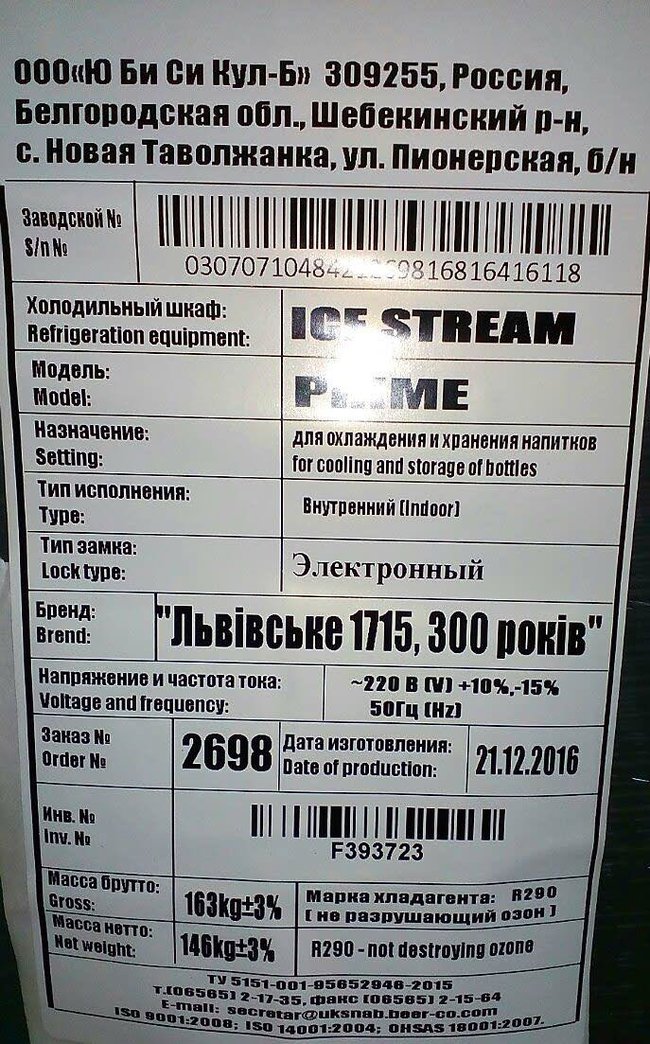 ООО«Ю Би Си Кул-Б» 309255, Россия,
Белгородская обл., Шебекинский р-н,
с. Новая Таволжанка, ул. Пионерская, б/н
Заводской №
S/n №
Холодильный шкаф:
Refrigeration equipment:
ICE STREAM
Модель:
Model:
Назначение:
Setting:
для охлаждения и хранения напитков
for cooling and storage of bottles
Тип исполнения:
Type:
Внутренний (Indoor)
Тип замка:
Lock type:
Электронный
Бренд:
Brend:
"Львівське 1715, 300 років"
Напряжение и частота тока:
Voltage and frequency:
~220 В (V) +10%,-15%
50Гц (Hz)
Заказ №
Order №
2698
Дата изготовления:
Date of production:
21.12.2016
Инв. №
Inv. №
F393723
Масса брутто:
Gross:
163kg±3%
Марка хладагента: R290
( не разрушающий озон )
Масса нетто:
Net weight:
146kg±3%
R290 - not destroying ozone
ТУ 5151-001-95652946-2015
т.(06565) 2-17-35, факс (06565) 2-15-64
E-mail: secretar@uksnab.beer-co.com
ISO 9001:2008; ISO 14001:2004; OHSAS 18001:2007.